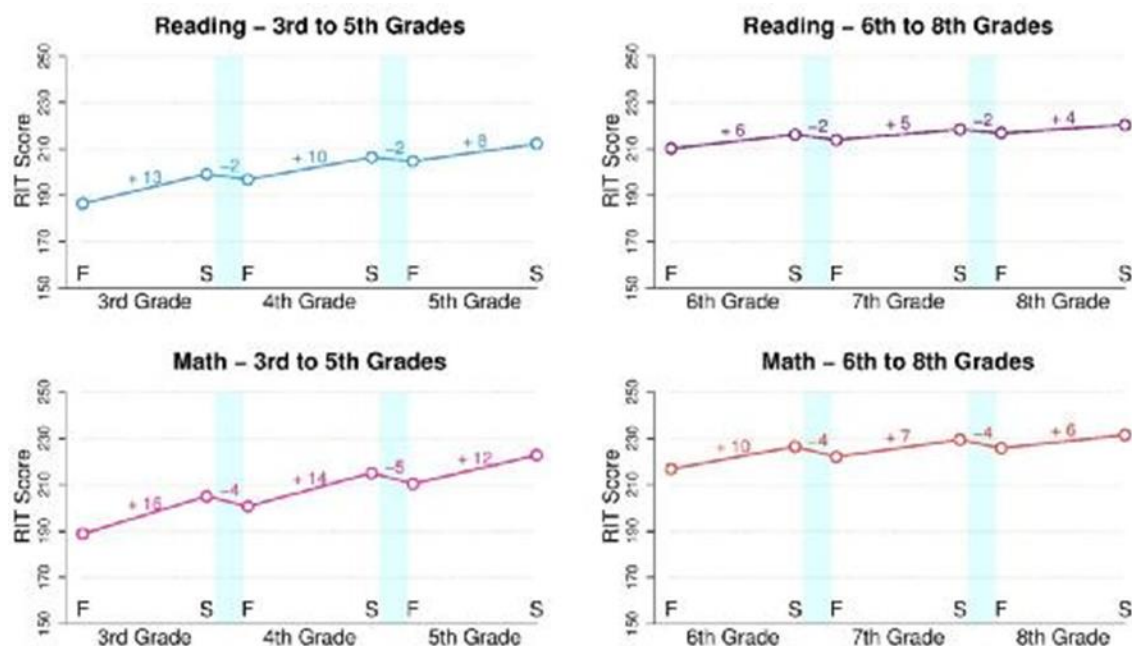 Reading – 3rd to 5th Grades
RIT Score
250
230
210
190
170
150
+ 13
–2
+ 10
–2
+ 8
F S F S F S
3rd Grade 4th Grade 5th Grade
Reading – 6th to 8th Grades
RIT Score
250
230
210
190
170
150
+ 6
–2
+ 5
–2
+ 4
F S F S F S
6th Grade 7th Grade 8th Grade
Math – 3rd to 5th Grades
RIT Score
250
230
210
190
170
150
+ 16
–4
+ 14
–5
+ 12
F S F S F S
3rd Grade 4th Grade 5th Grade
Math – 6th to 8th Grades
RIT Score
250
230
210
190
170
150
+ 10
–4
+ 7
–4
+ 6
F S F S F S
6th Grade 7th Grade 8th Grade